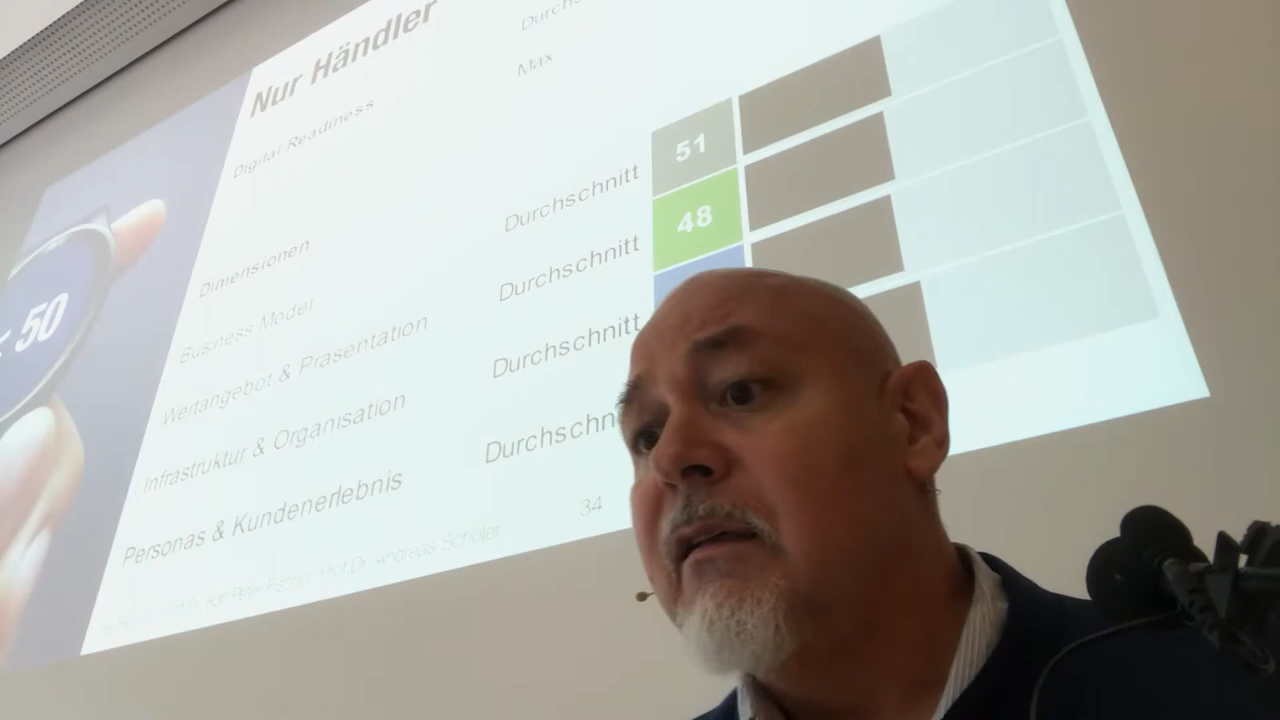 Nur Händler
Digital Readiness
Max
Dimensionen
Durchschnitt 51
Business Model
Durchschnitt 48
Wertangebot & Präsentation
Durchschnitt
Infrastruktur & Organisation
Personas & Kundenerlebnis
34
50